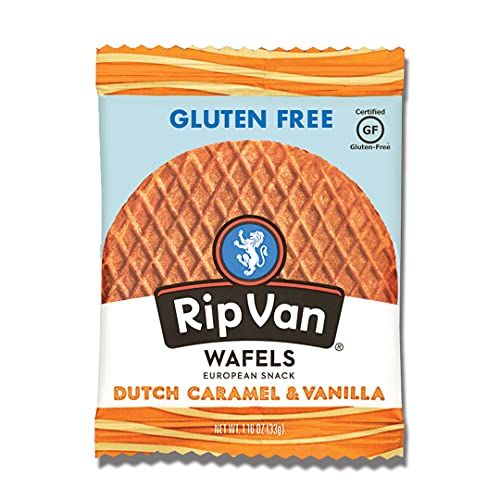 GLUTEN FREE
Certified
GF
Gluten-Free®
Rip Van®
WAFELS
EUROPEAN SNACK
DUTCH CARAMEL & VANILLA
NET WT. 1.16 OZ (33g)